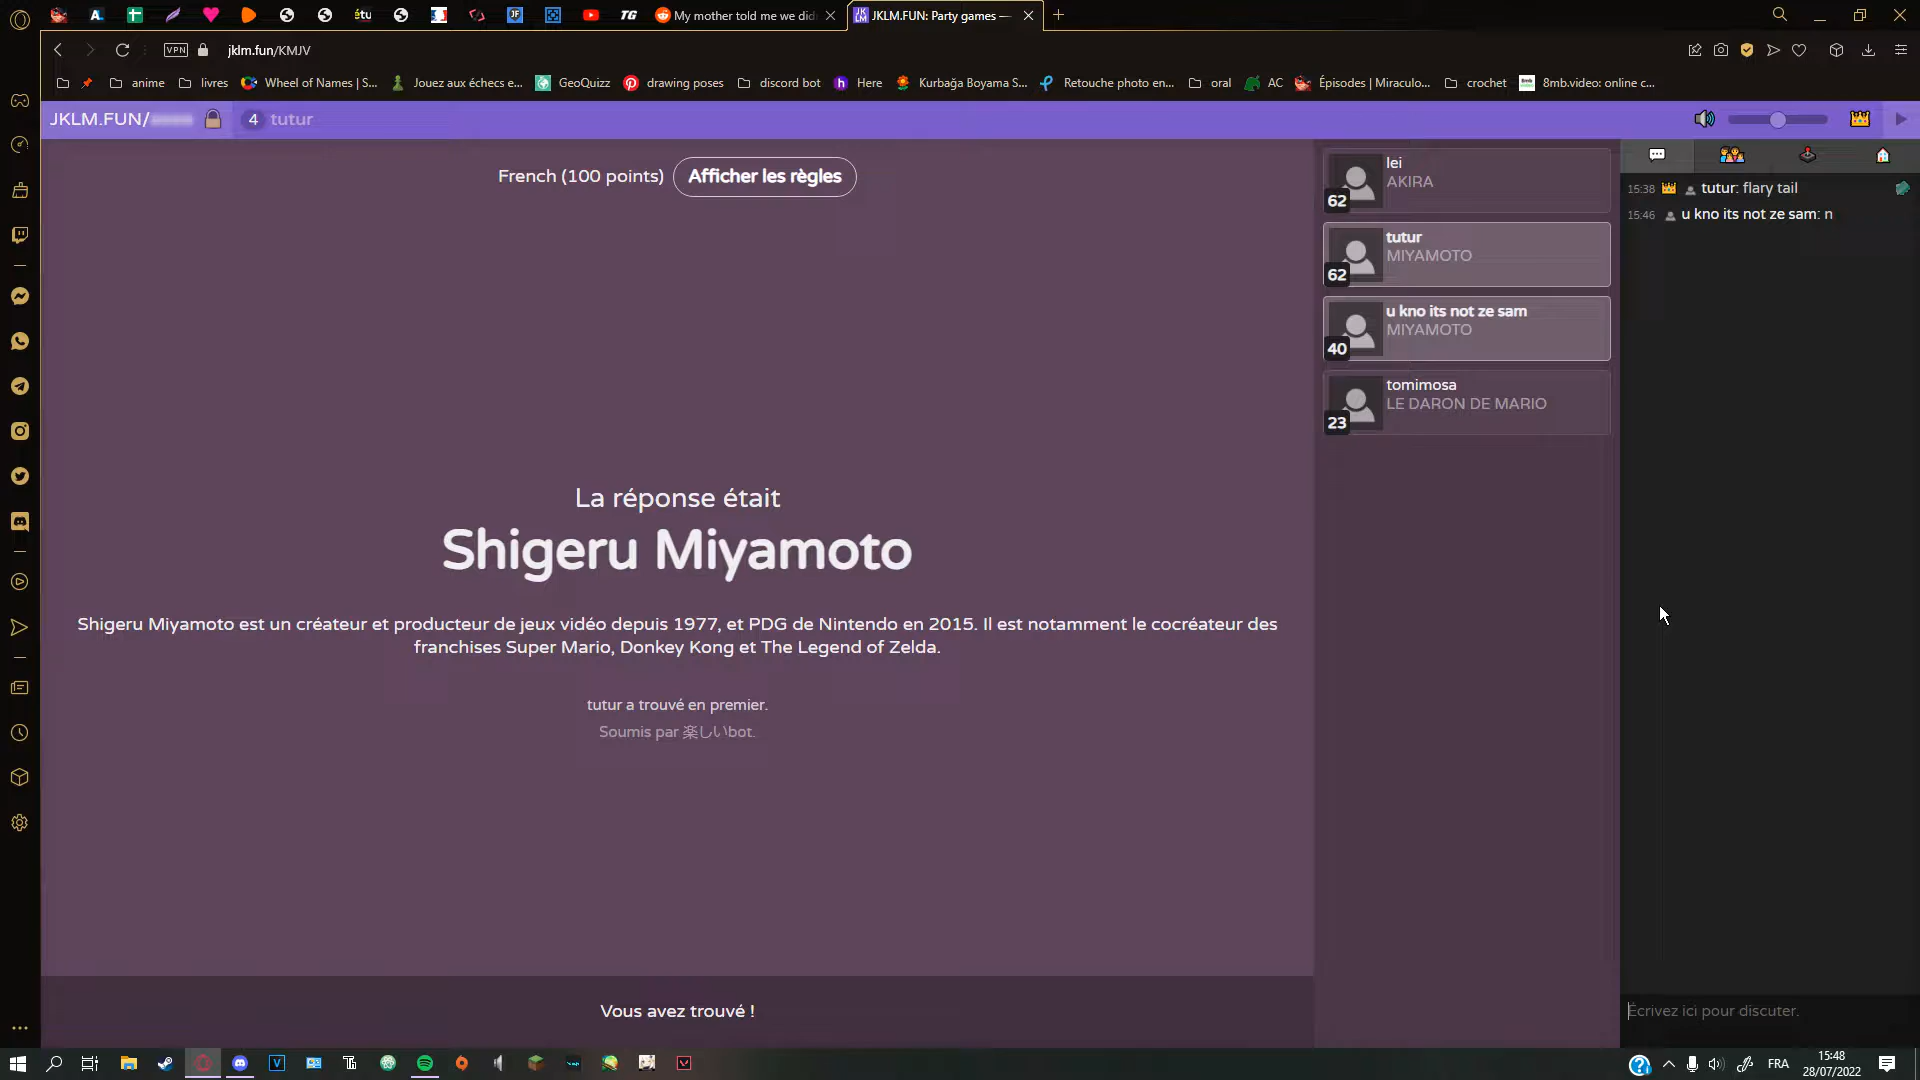 My mother told me we did
JKLM.FUN: Party games —
VPN
jklm.fun/KMJV
anime
livres
Wheel of Names | S...
Jouez aux échecs e...
GeoQuizz
drawing poses
discord bot
Here
Kurbağa Boyama S...
Retouche photo en...
oral
AC
Épisodes | Miraculo...
crochet
8mb.video: online c...
JKLM.FUN/
4 tutur
French (100 points) Afficher les règles
lei
AKIRA
62
tutur
MIYAMOTO
62
u kno its not ze sam
MIYAMOTO
40
tomimosa
LE DARON DE MARIO
23
15:38 tutur: flary tail
15:46 u kno its not ze sam: n
La réponse était
Shigeru Miyamoto
Shigeru Miyamoto est un créateur et producteur de jeux vidéo depuis 1977, et PDG de Nintendo en 2015. Il est notamment le cocréateur des
franchises Super Mario, Donkey Kong et The Legend of Zelda.
tutur a trouvé en premier.
Soumis par 楽しいbot.
Vous avez trouvé !
Écrivez ici pour discuter.
FRA
15:48
28/07/2022